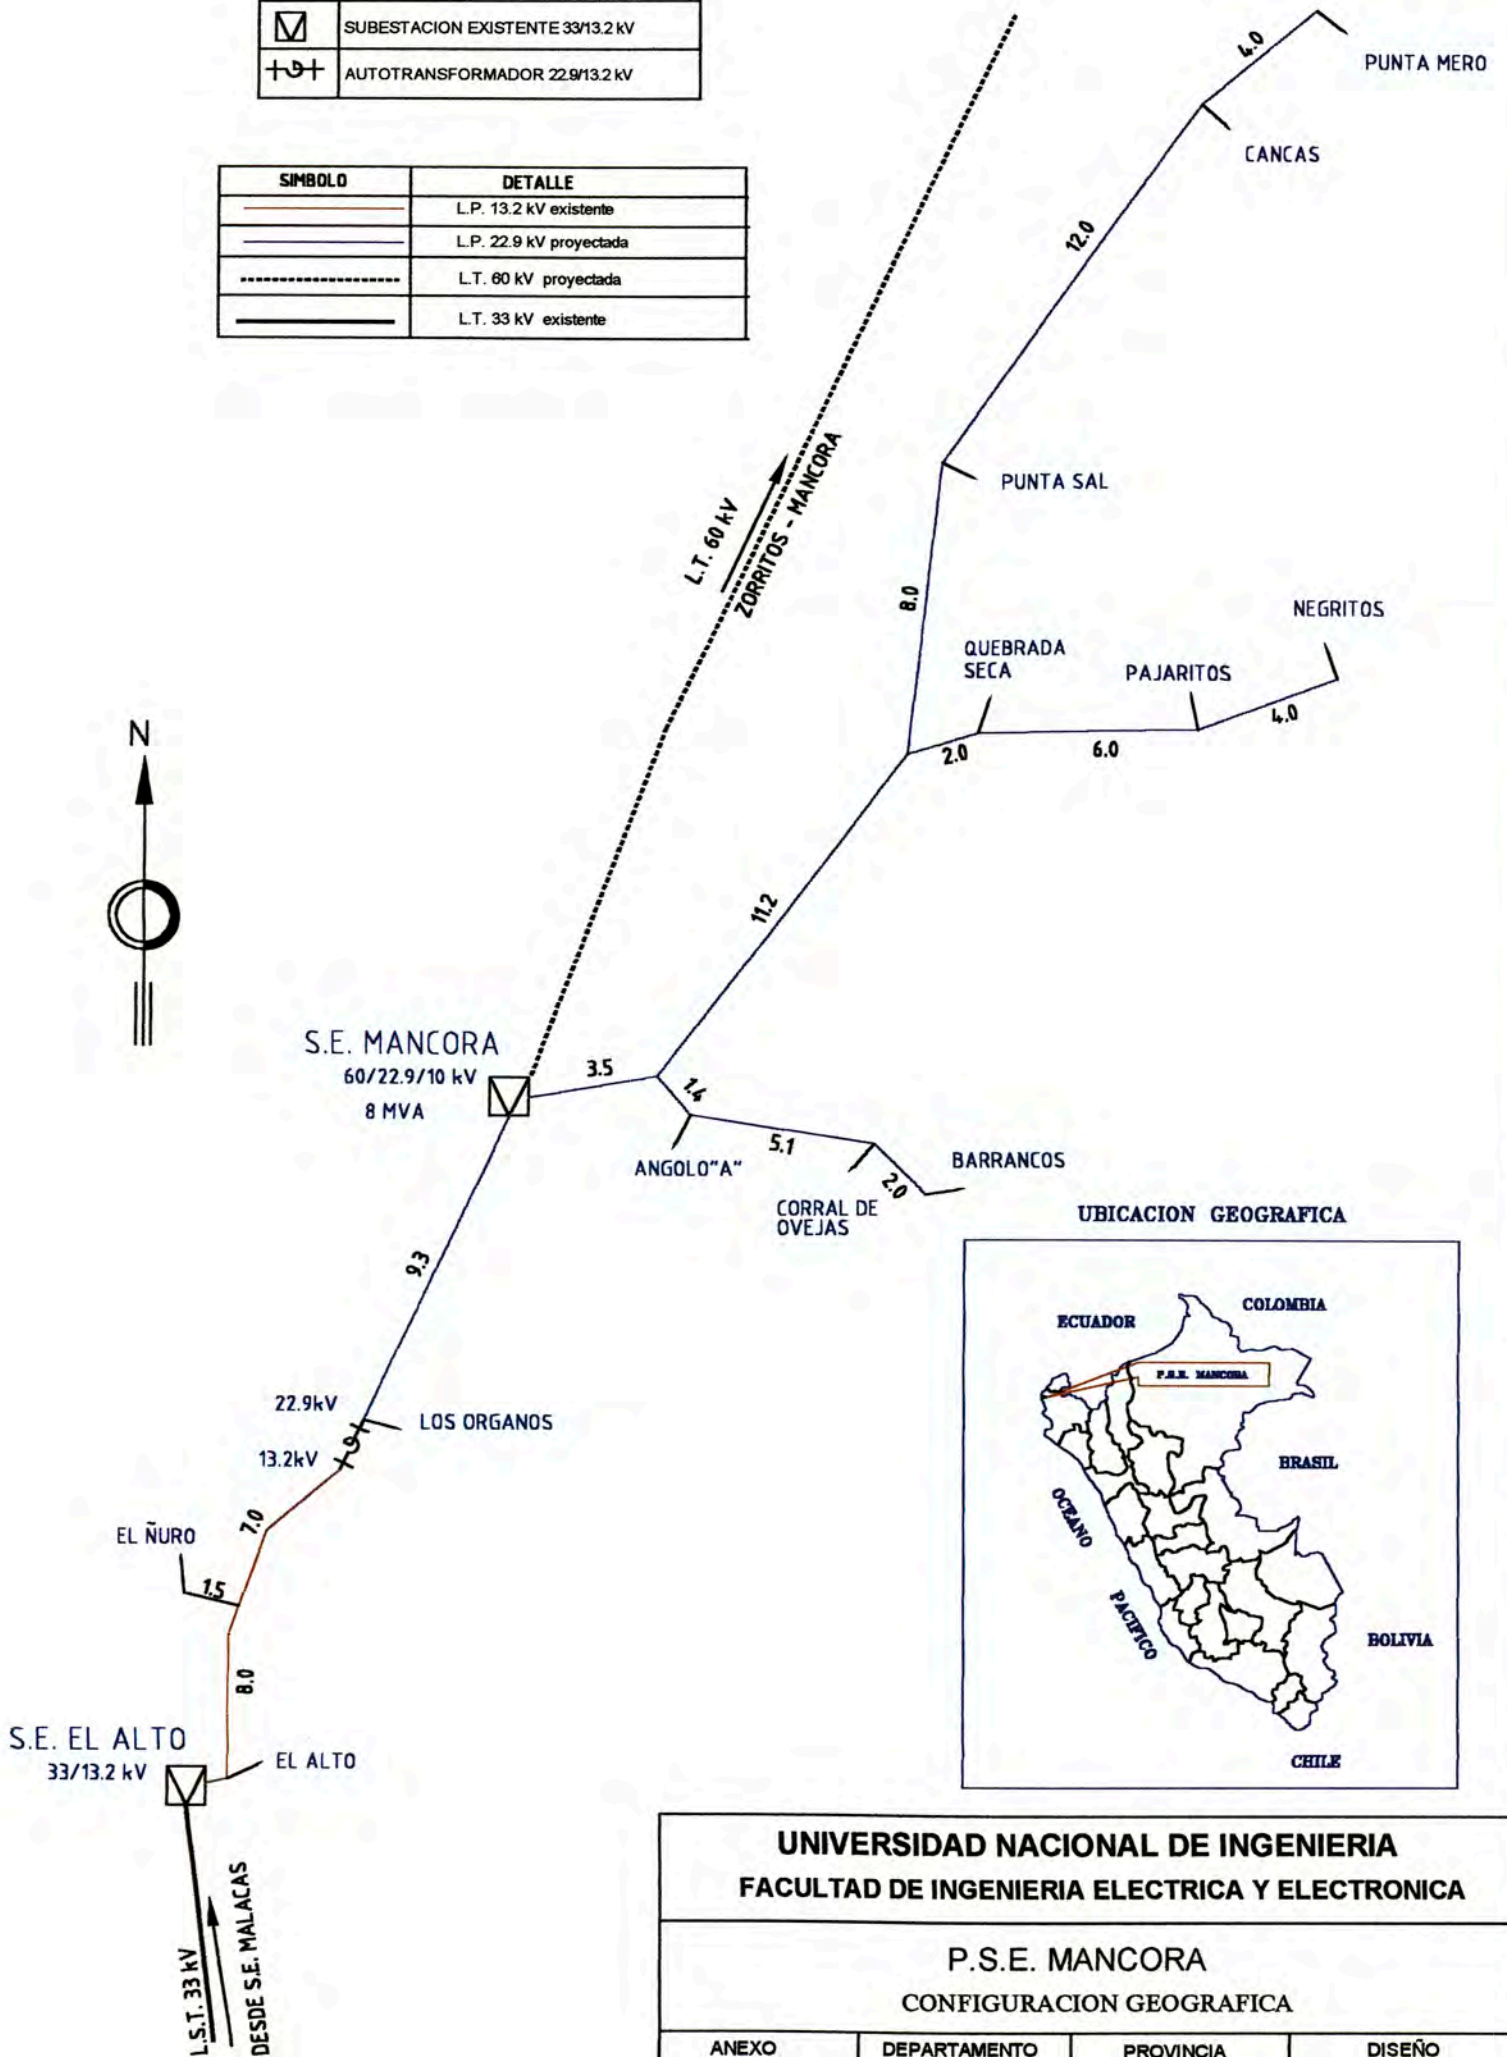 SUBESTACION EXISTENTE 33/13.2 kV
AUTOTRANSFORMADOR 22.9/13.2 kV
SIMBOLO DETALLE
L.P. 13.2 kV existente
L.P. 22.9 kV proyectada
L.T. 60 kV proyectada
L.T. 33 kV existente
4.0
PUNTA MERO
CANCAS
12.0
PUNTA SAL
L.T. 60 kV
ZORRITOS - MANCORA
8.0
NEGRITOS
QUEBRADA
SECA
PAJARITOS
4.0
2.0
6.0
N
11.2
S.E. MANCORA
60/22.9/10 kV
8 MVA
3.5
1.4
5.1
ANGOLO"A"
BARRANCOS
2.0
CORRAL DE
OVEJAS
9.3
22.9kV
LOS ORGANOS
13.2kV
7.0
EL ÑURO
1.5
8.0
S.E. EL ALTO
33/13.2 kV
EL ALTO
L.S.T. 33 kV
DESDE S.E. MALACAS
UBICACION GEOGRAFICA
COLOMBIA
ECUADOR
P.S.E. MANCORA
BRASIL
OCEANO
PACIFICO
BOLIVIA
CHILE
UNIVERSIDAD NACIONAL DE INGENIERIA
FACULTAD DE INGENIERIA ELECTRICA Y ELECTRONICA
P.S.E. MANCORA
CONFIGURACION GEOGRAFICA
ANEXO DEPARTAMENTO PROVINCIA DISEÑO